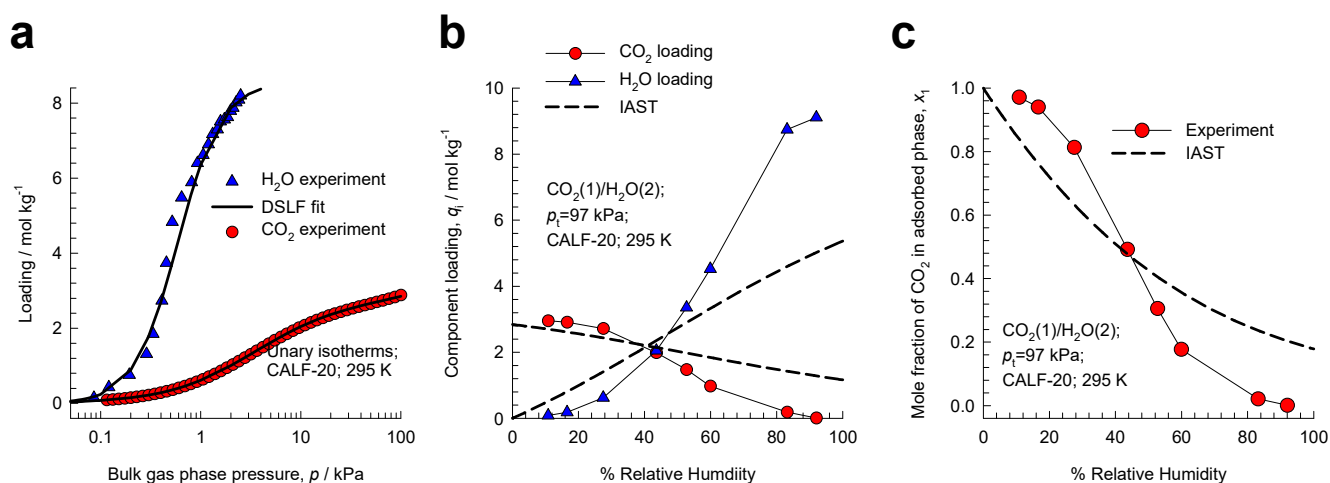 a
8
6
4
2
0
Loading / mol kg-1
H2O experiment
DSLF fit
CO2 experiment
Unary isotherms;
CALF-20; 295 K
0.1 1 10 100
Bulk gas phase pressure, p / kPa
b
CO2 loading
H2O loading
IAST
10
8
6
4
2
0
Component loading, qi / mol kg-1
CO2(1)/H2O(2);
pt=97 kPa;
CALF-20; 295 K
0 20 40 60 80 100
% Relative Humdiity
c
1.0
0.8
0.6
0.4
0.2
0.0
Mole fraction of CO2 in adsorbed phase, x1
Experiment
IAST
CO2(1)/H2O(2);
pt=97 kPa;
CALF-20; 295 K
0 20 40 60 80 100
% Relative Humdity